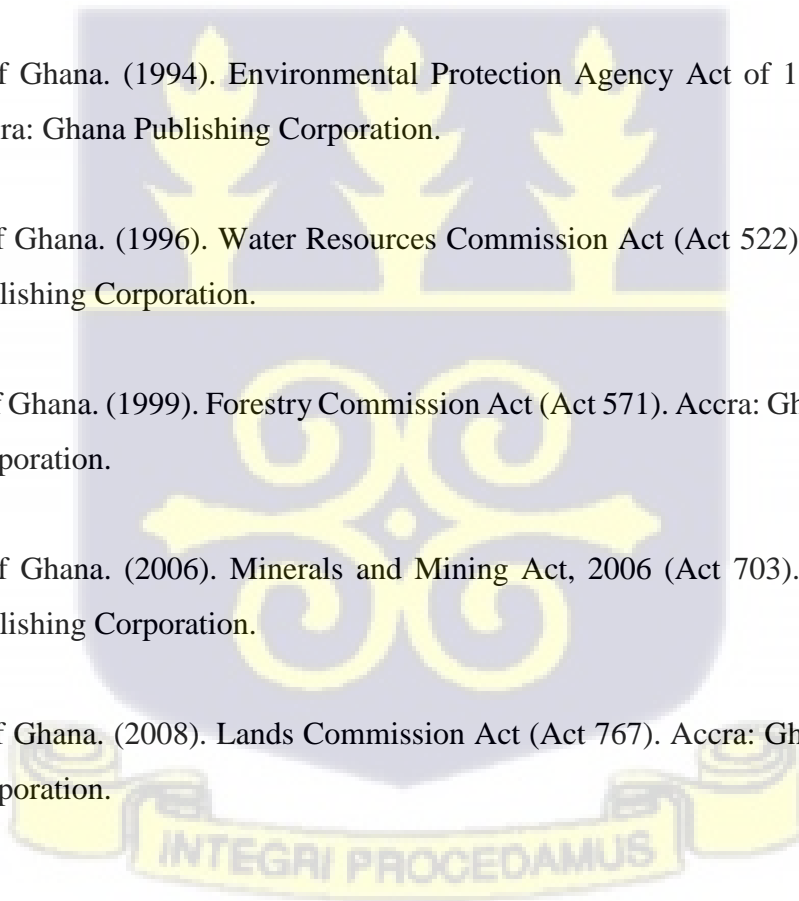 f Ghana. (1994). Environmental Protection Agency Act of 1
ra: Ghana Publishing Corporation.
f Ghana. (1996). Water Resources Commission Act (Act 522)
lishing Corporation.
f Ghana. (1999). Forestry Commission Act (Act 571). Accra: Gh
poration.
f Ghana. (2006). Minerals and Mining Act, 2006 (Act 703).
lishing Corporation.
f Ghana. (2008). Lands Commission Act (Act 767). Accra: Gh
poration.
INTEGRI PROCEDAMUS